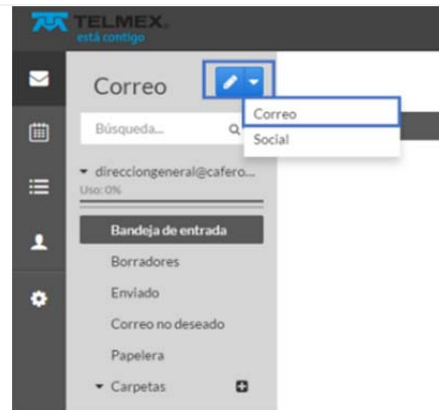 TELMEX
está contigo
Correo
Búsqueda...
Correo
Social
direcciongeneral@cafero...
Uso: 0%
Bandeja de entrada
Borradores
Enviado
Correo no deseado
Papelera
Carpetas